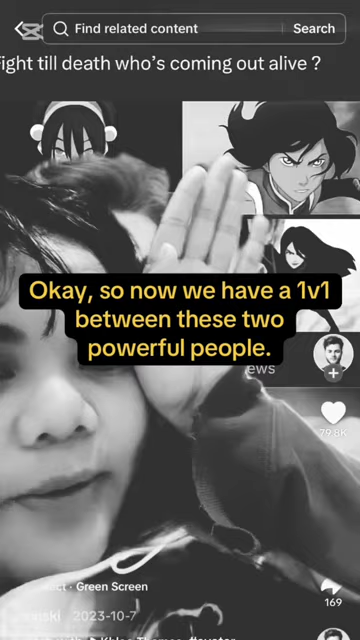 Find related content
Search
ight till death who's coming out alive ?
Okay, so now we have a 1v1
between these two
powerful people.
ews
79.8K
· Green Screen
169
2023-10-7